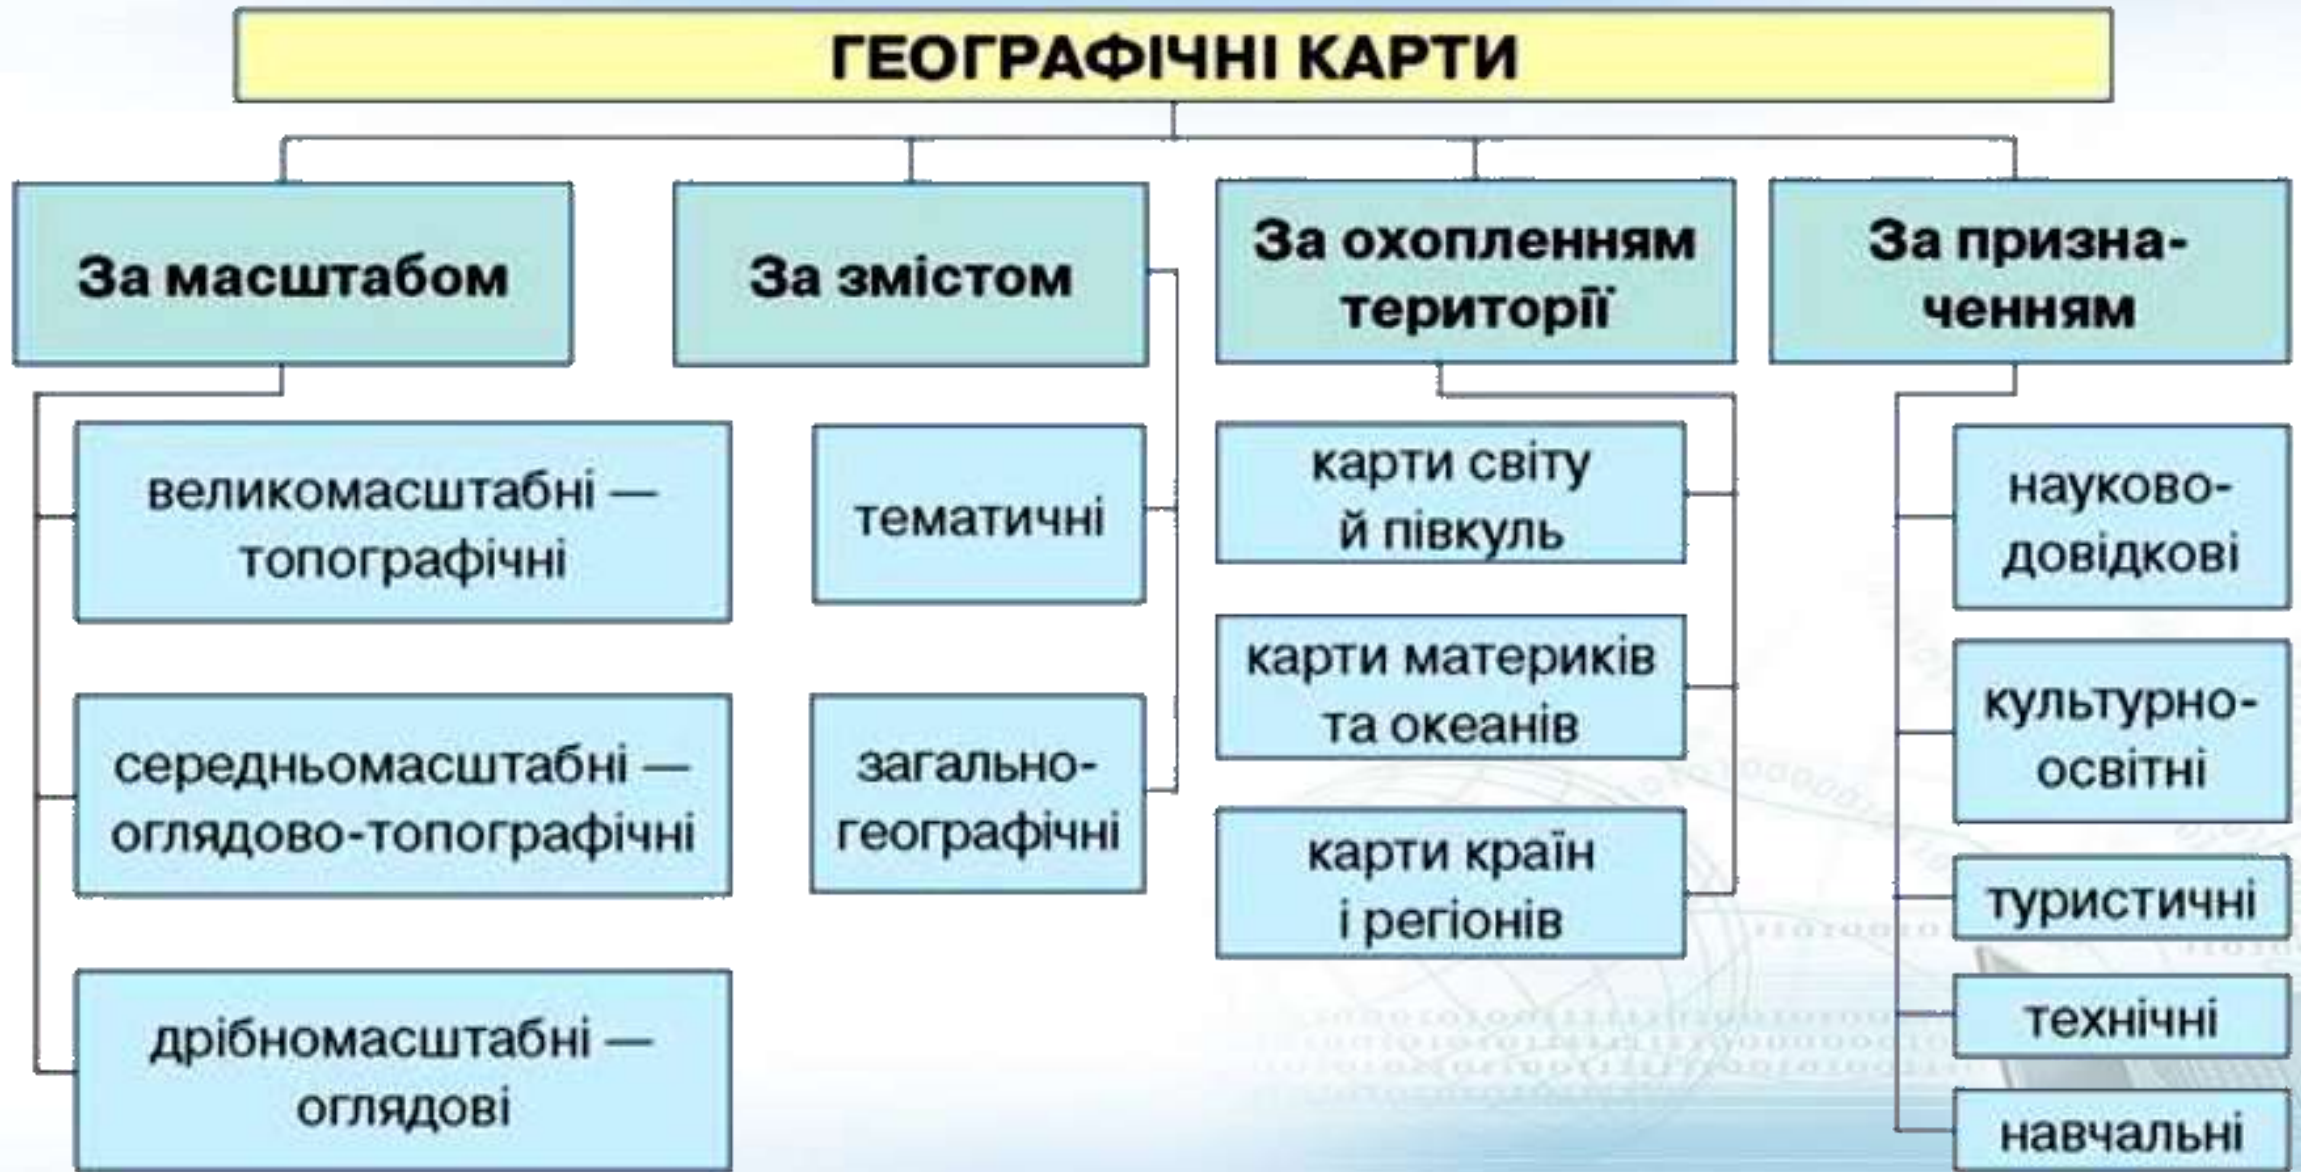 ГЕОГРАФІЧНІ КАРТИ
За масштабом
великомасштабні —
топографічні
середньомасштабні —
оглядово-топографічні
дрібномасштабні —
оглядові
За змістом
тематичні
загально-
географічні
За охопленням
території
карти світу
й півкуль
карти материків
та океанів
карти країн
і регіонів
За призна-
ченням
науково-
довідкові
культурно-
освітні
туристичні
технічні
навчальні